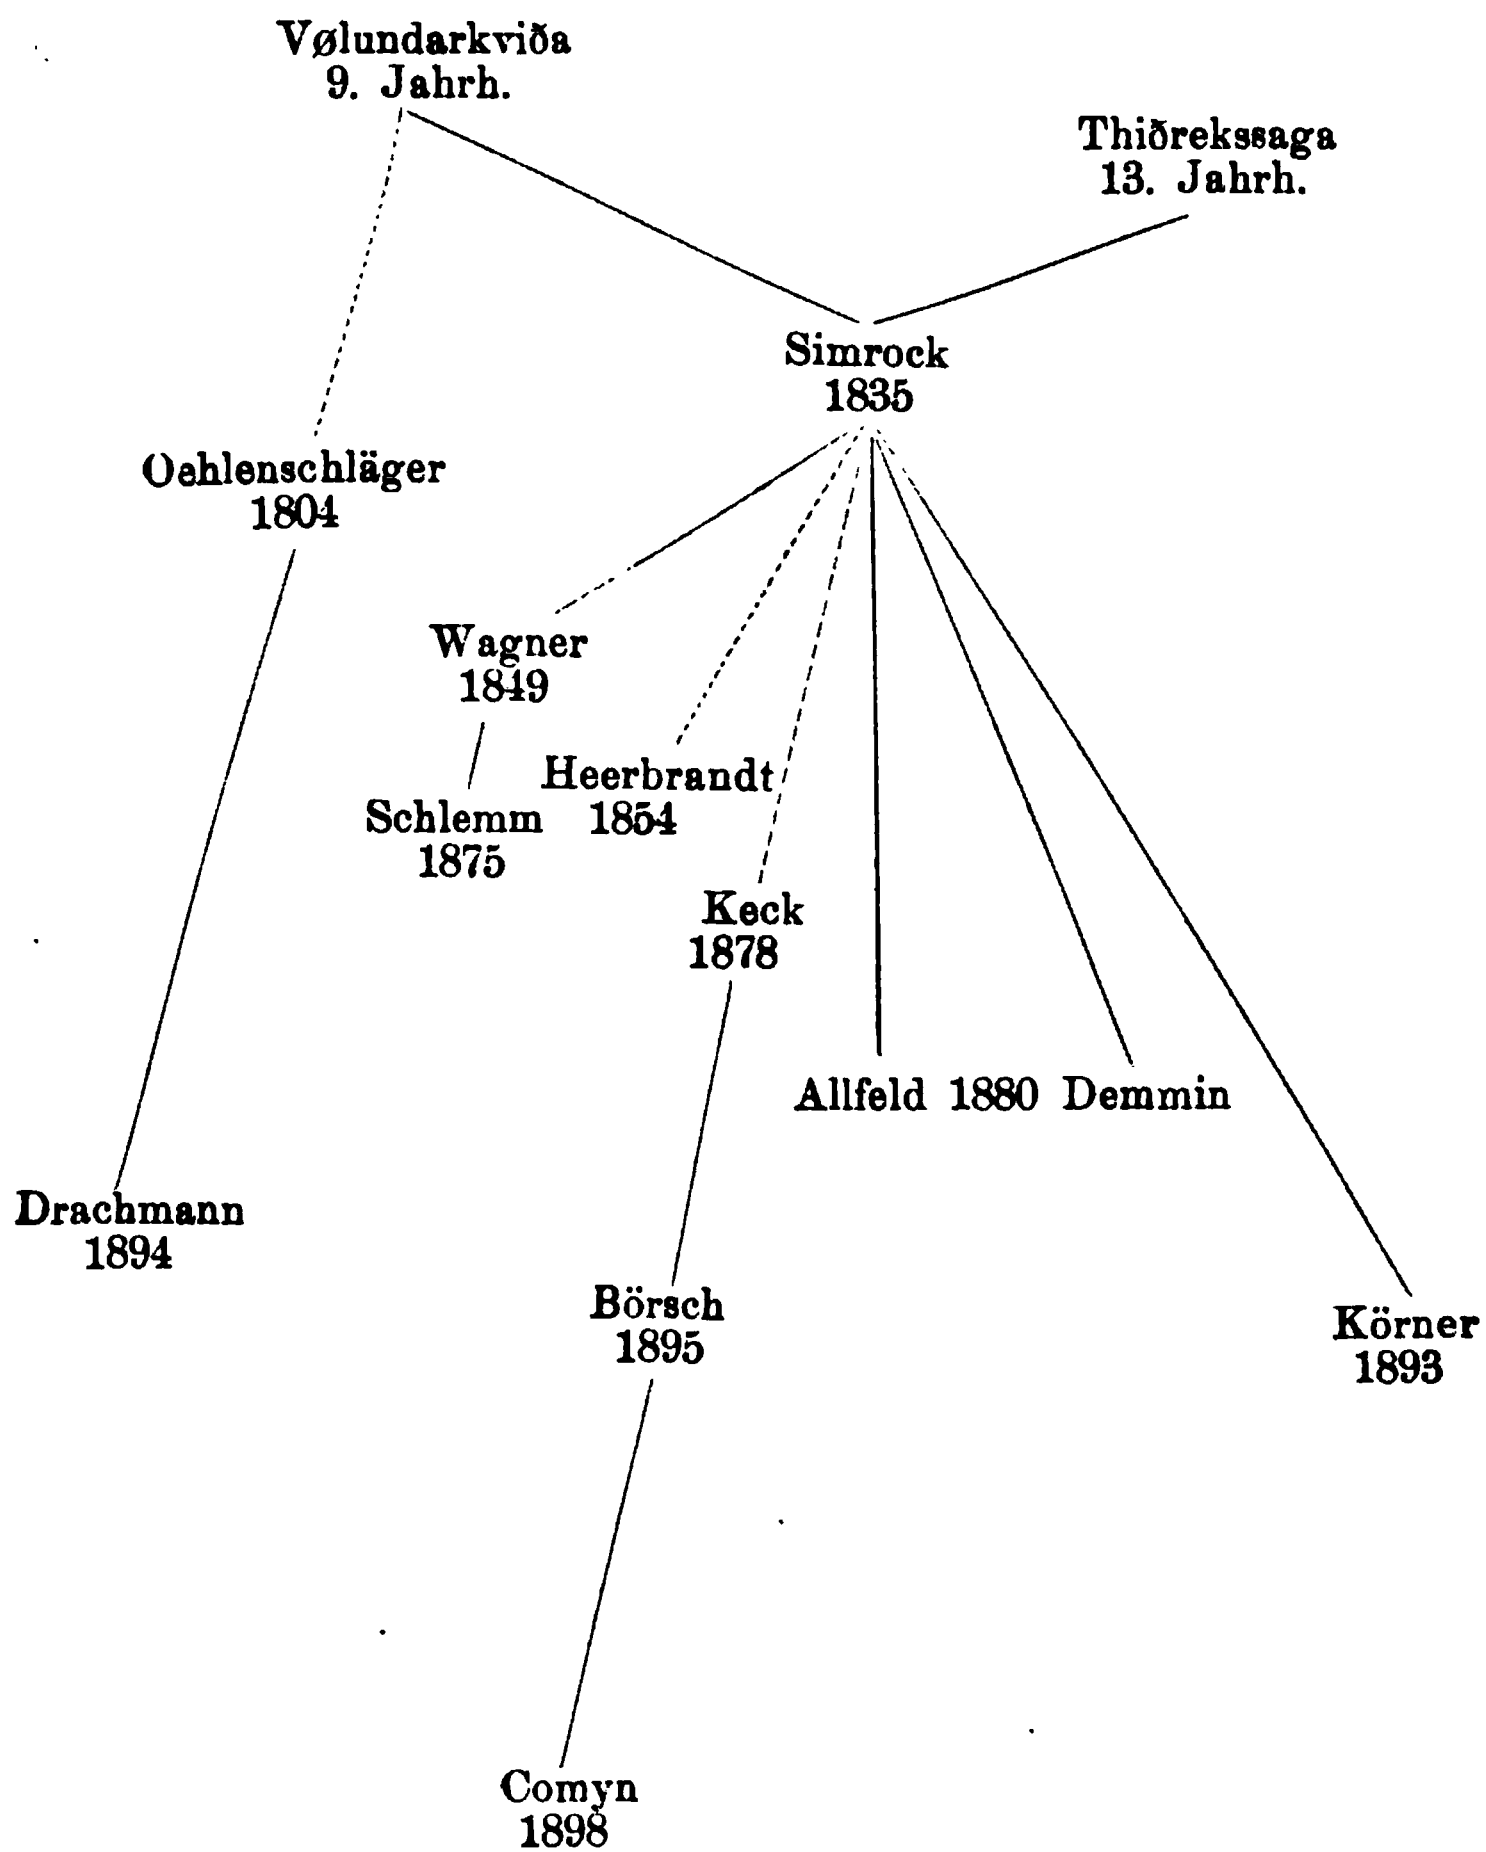 Vølundarkviða
9. Jahrh.
Thiðrekssaga
13. Jahrh.
Simrock
1835
Oehlenschläger
1804
Wagner
1849
Heerbrandt
1854
Schlemm
1875
Keck
1878
Allfeld 1880 Demmin
Drachmann
1894
Börsch
1895
Körner
1893
Comyn
1898